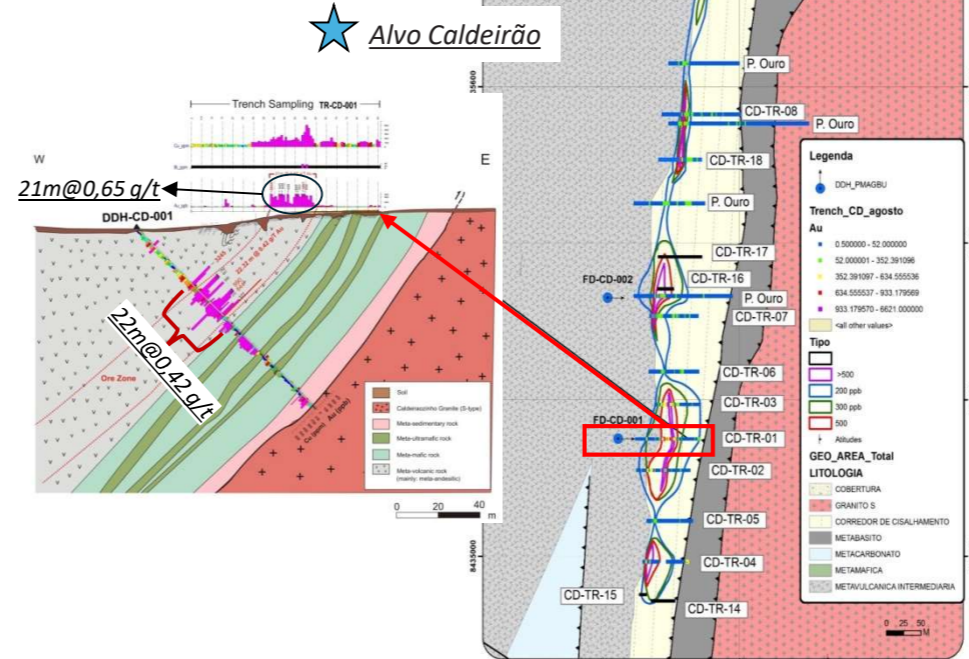 Alvo Caldeirão
Trench Sampling TR-CD-001
W
E
21m@0,65 g/t
DDH-CD-001
22m@0,42 g/t
Ore Zone
Cu (ppm)
Au (ppb)
Soil
Caldeiraozinho Granite (S-type)
Meta-sedimentary rock
Meta-ultramafic rock
Meta-mafic rock
Meta-volcanic rock
(mainly: meta-andesitic)
0 20 40
m
P. Ouro
CD-TR-08
P. Ouro
CD-TR-18
P. Ouro
CD-TR-17
FD-CD-002
CD-TR-16
P. Ouro
CD-TR-07
CD-TR-06
CD-TR-03
FD-CD-001
CD-TR-01
CD-TR-02
CD-TR-05
CD-TR-04
CD-TR-15
CD-TR-14
8435000
Legenda
DDH_PMAGBU
Trench_CD_agosto
Au
0.500000 - 52.000000
52.000001 - 352.391096
352.391097 - 634.555536
634.555537 - 933.179569
933.179570 - 6621.000000
<all other values>
Tipo
>500
200 ppb
300 ppb
500
Atitudes
GEO_AREA_Total
LITOLOGIA
COBERTURA
GRANITO S
CORREDOR DE CISALHAMENTO
METABASITO
METACARBONATO
METAMAFICA
METAVULCANICA INTERMEDIARIA
0 25 50
M